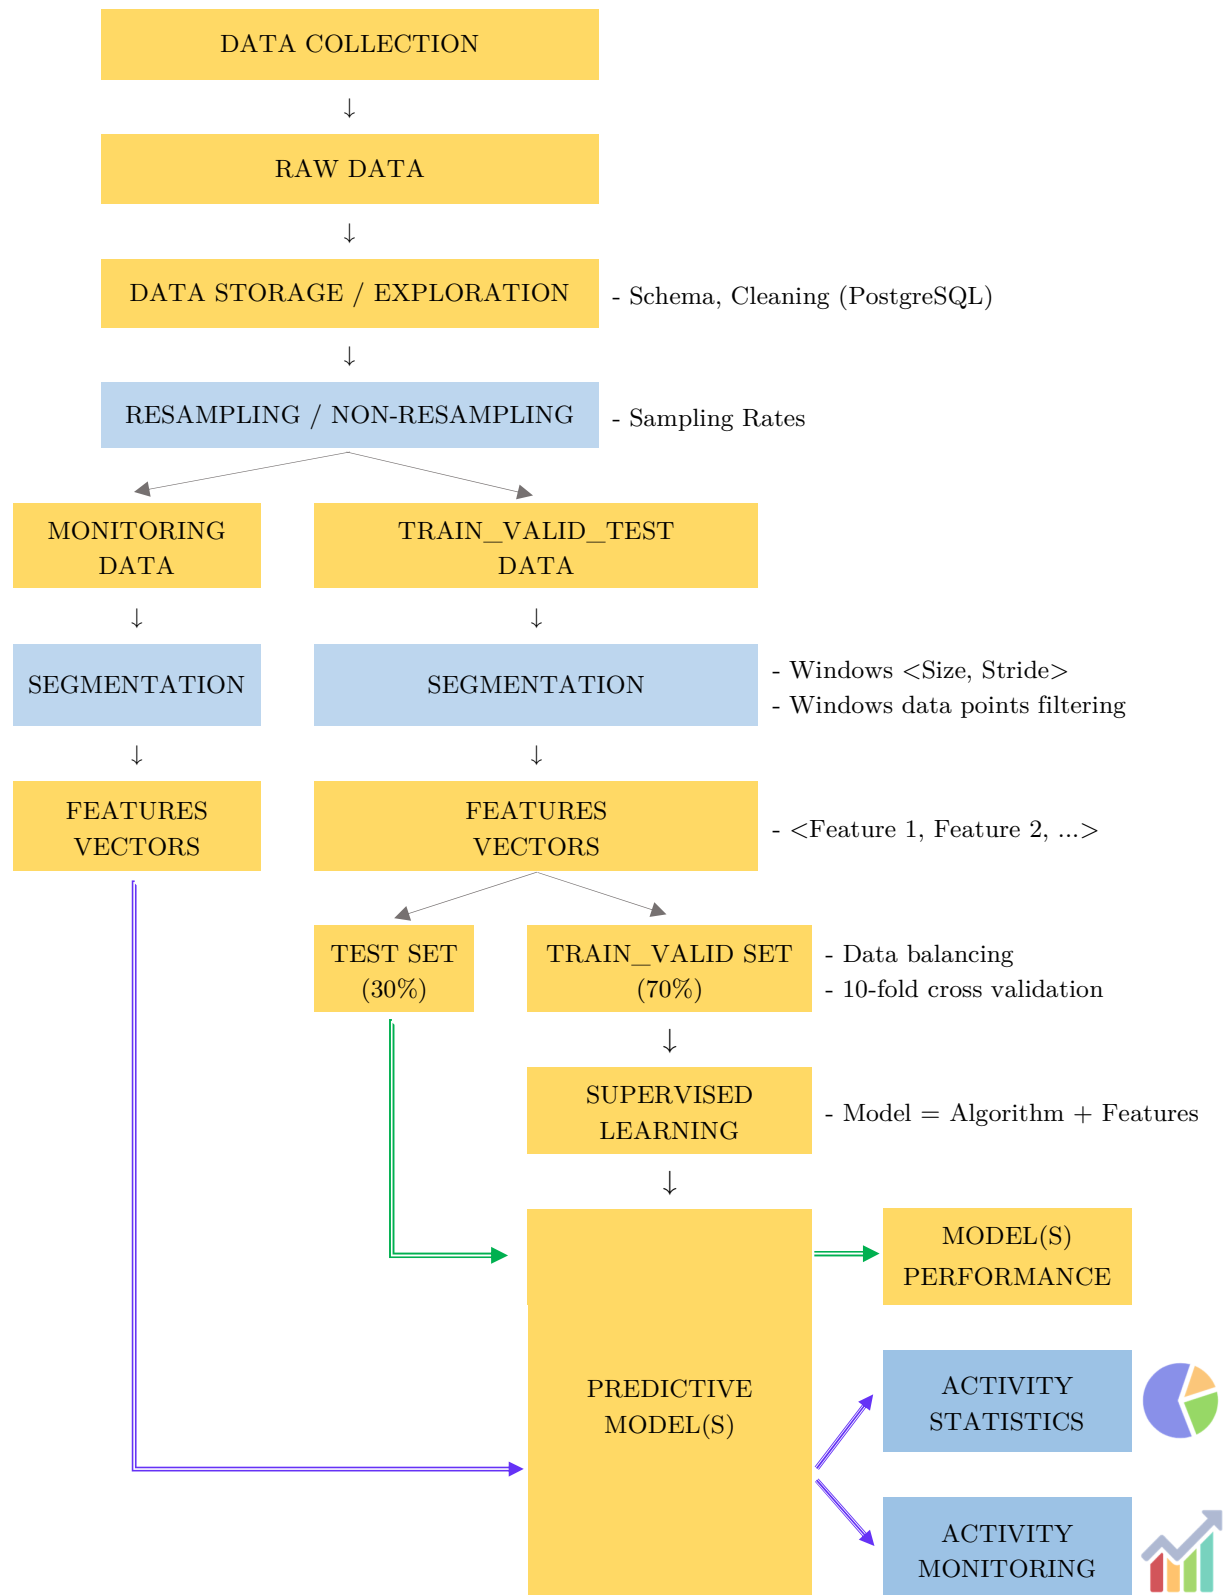 DATA COLLECTION
↓
RAW DATA
↓
DATA STORAGE / EXPLORATION
- Schema, Cleaning (PostgreSQL)
↓
RESAMPLING / NON-RESAMPLING
- Sampling Rates
MONITORING
DATA
TRAIN_VALID_TEST
DATA
↓
↓
SEGMENTATION
SEGMENTATION
- Windows <Size, Stride>
- Windows data points filtering
↓
↓
FEATURES
VECTORS
FEATURES
VECTORS
- <Feature 1, Feature 2, ...>
TEST SET
(30%)
TRAIN_VALID SET
(70%)
- Data balancing
- 10-fold cross validation
↓
SUPERVISED
LEARNING
- Model = Algorithm + Features
↓
PREDICTIVE
MODEL(S)
MODEL(S)
PERFORMANCE
ACTIVITY
STATISTICS
ACTIVITY
MONITORING